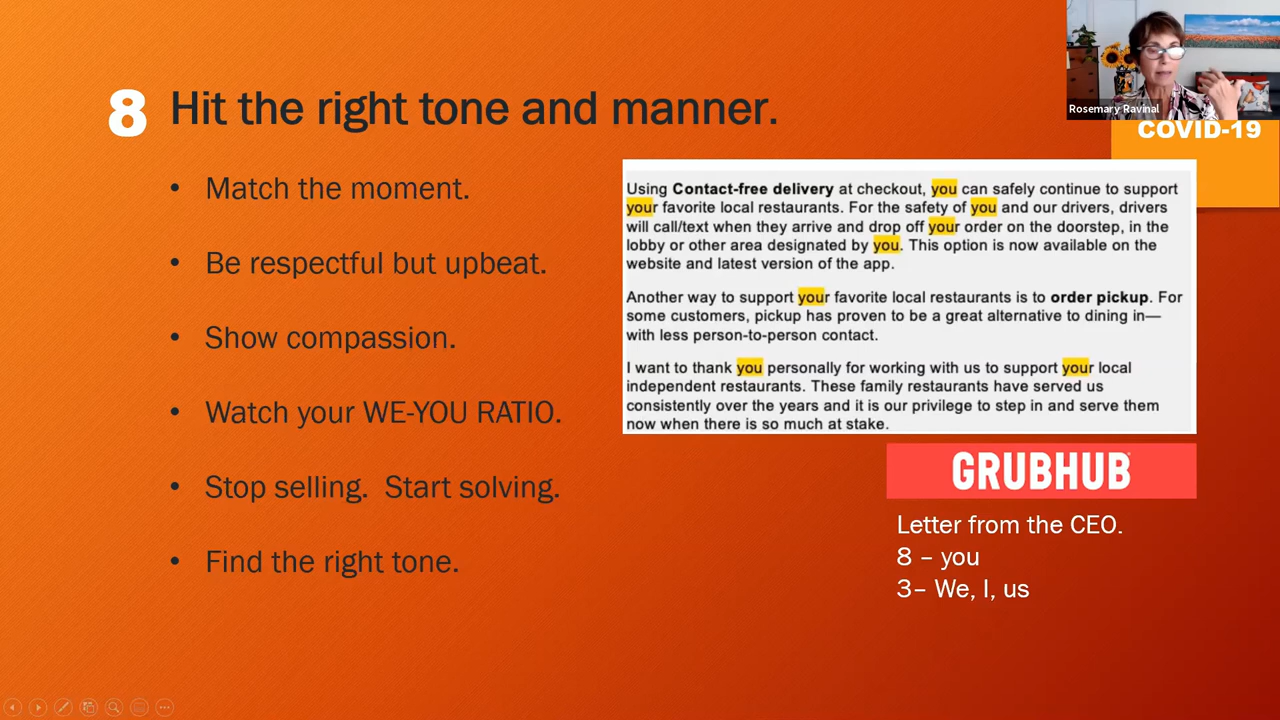 8 Hit the right tone and manner.
• Match the moment.
• Be respectful but upbeat.
• Show compassion.
• Watch your WE-YOU RATIO.
• Stop selling.  Start solving.
• Find the right tone.
Rosemary Ravinal
COVID-19
Using Contact-free delivery at checkout, you can safely continue to support
your favorite local restaurants. For the safety of you and our drivers, drivers
will call/text when they arrive and drop off your order on the doorstep, in the
lobby or other area designated by you. This option is now available on the
website and latest version of the app.
Another way to support your favorite local restaurants is to order pickup. For
some customers, pickup has proven to be a great alternative to dining in—
with less person-to-person contact.
I want to thank you personally for working with us to support your local
independent restaurants. These family restaurants have served us
consistently over the years and it is our privilege to step in and serve them
now when there is so much at stake.
GRUBHUB
Letter from the CEO.
8 – you
3– We, I, us